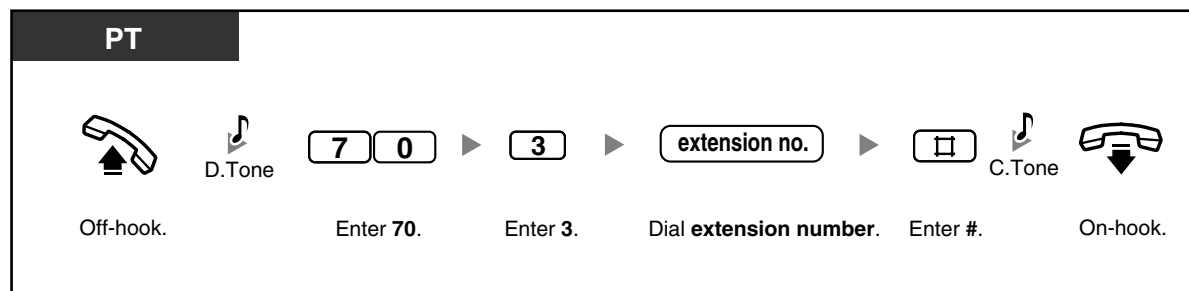 PT
7 0
3
extension no.
#
D.Tone
C.Tone
Off-hook.
Enter 70.
Enter 3.
Dial extension number.
Enter #.
On-hook.